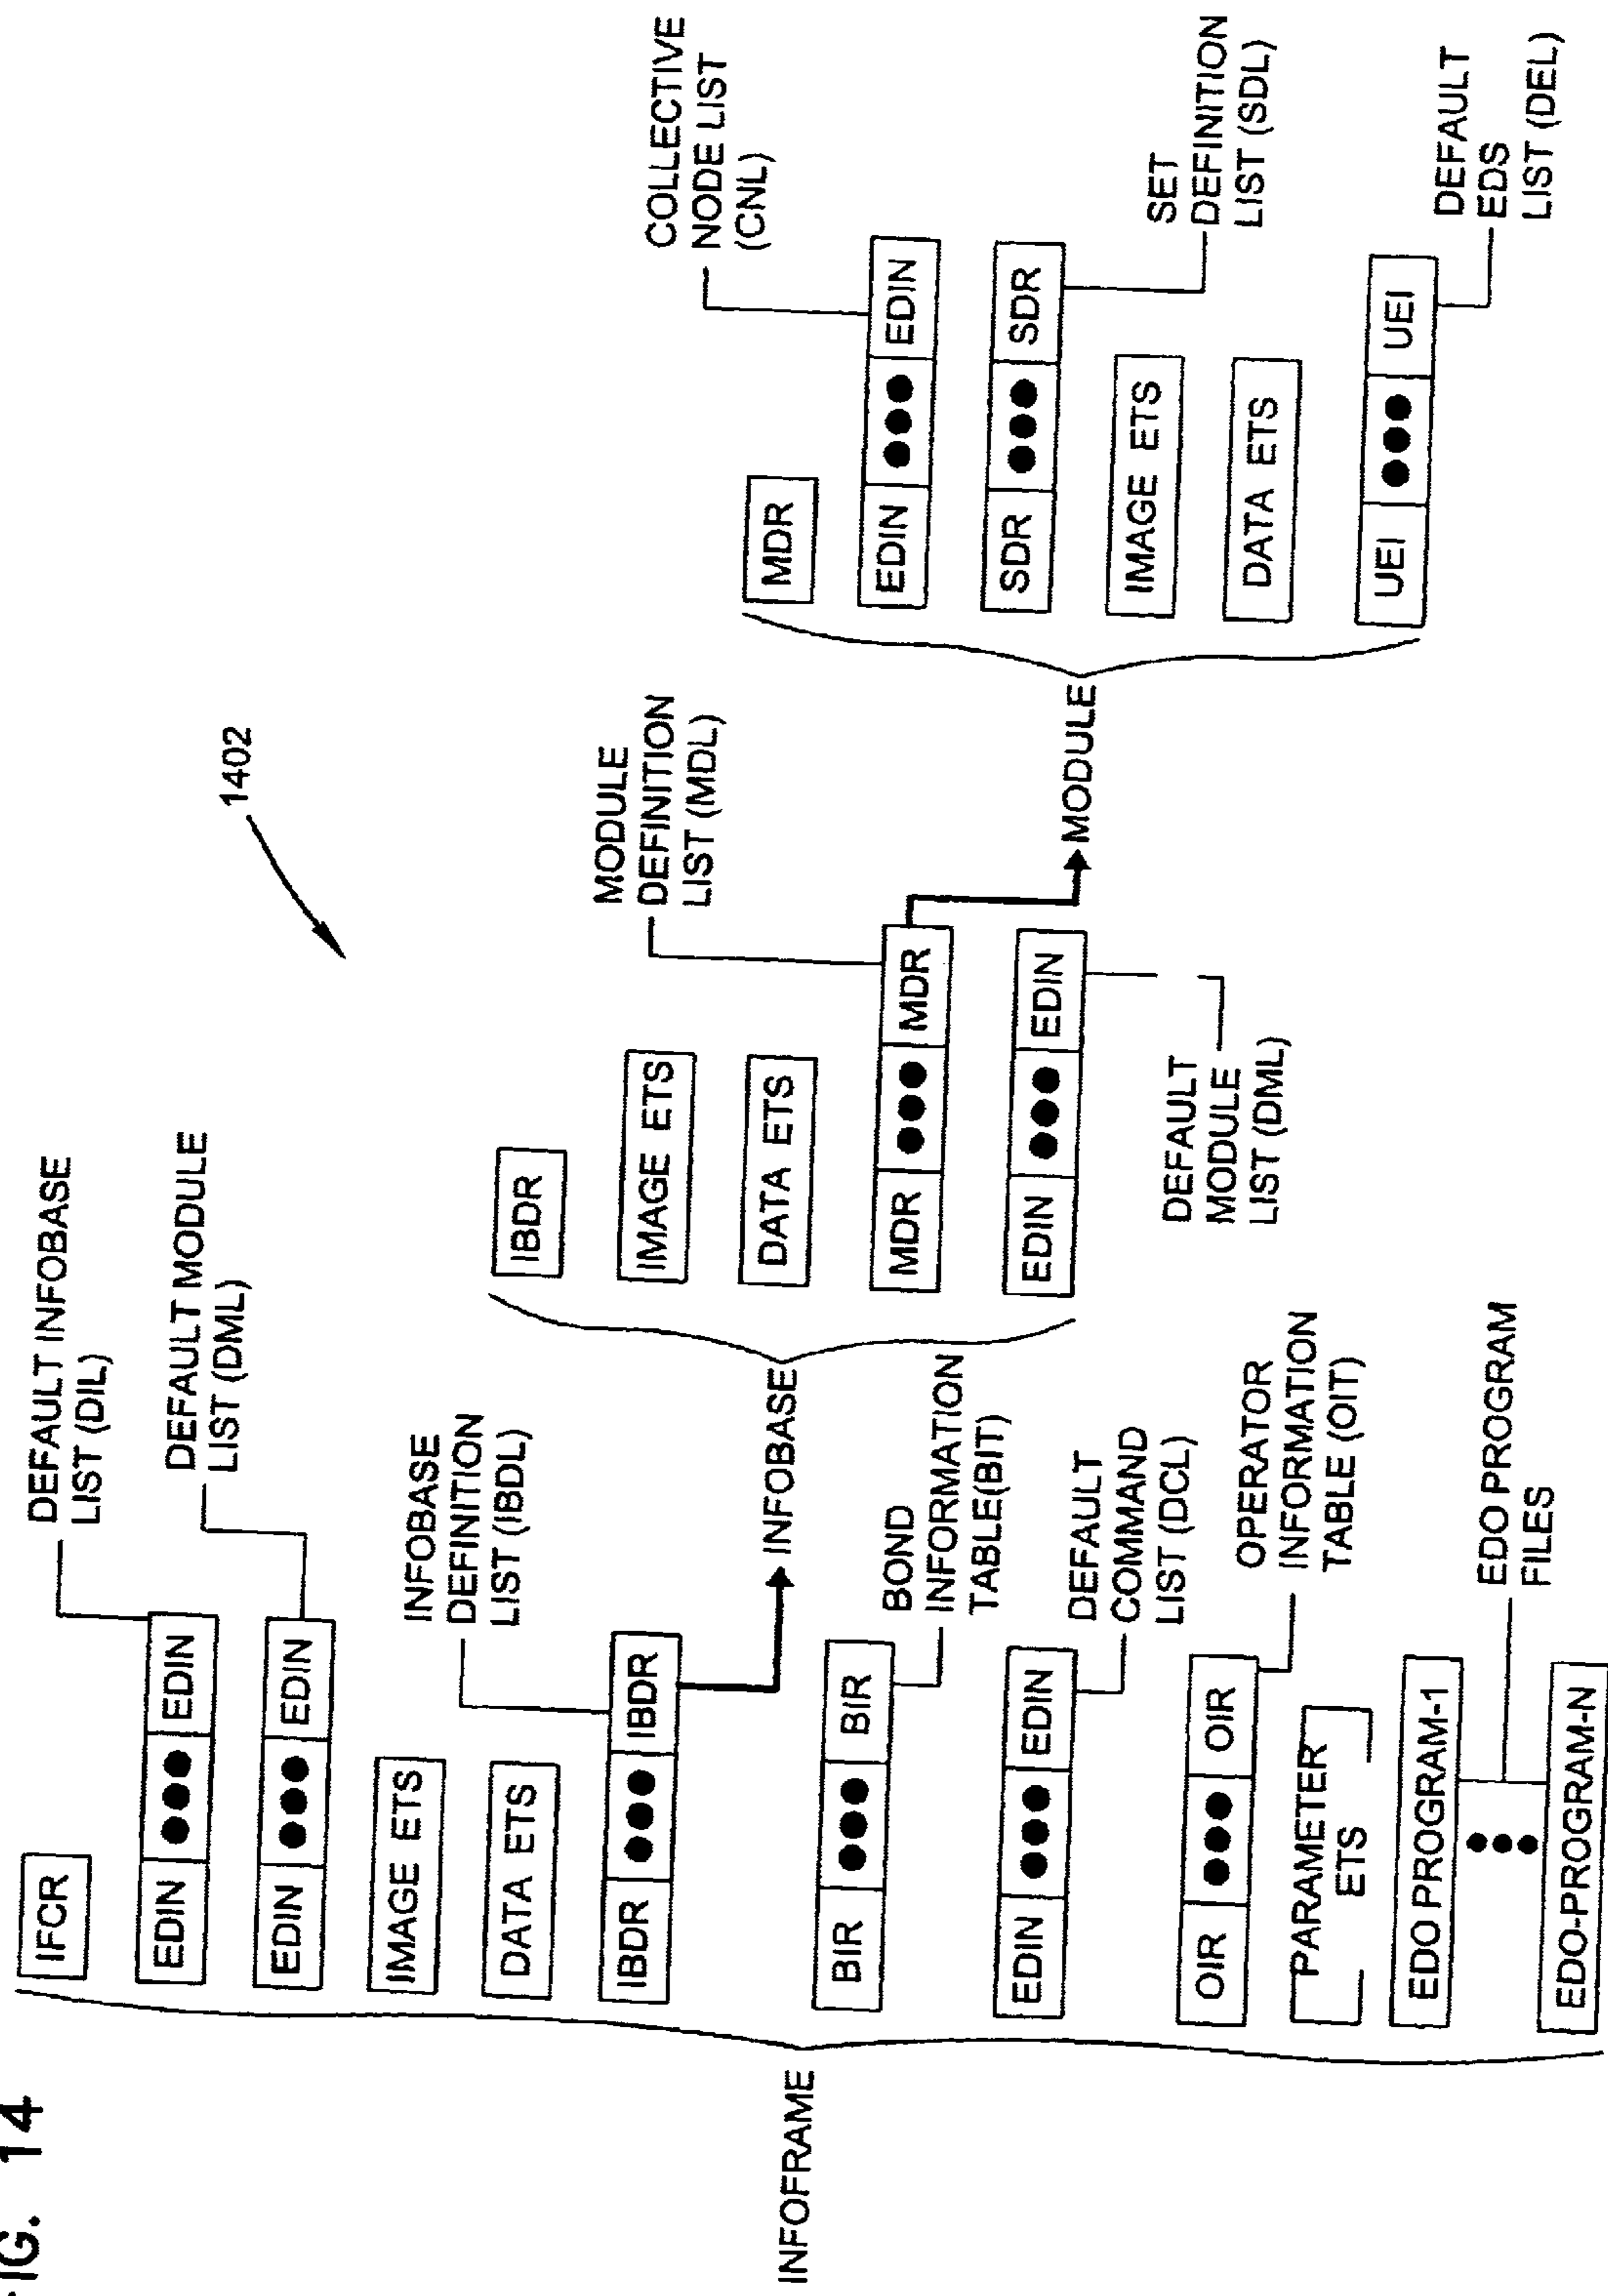 FIG. 14
1402
INFOFRAME
IFCR
EDIN ●●● EDIN
DEFAULT INFOBASE
LIST (DIL)
EDIN ●●● EDIN
DEFAULT MODULE
LIST (DML)
IMAGE ETS
DATA ETS
IBDR ●●● IBDR
INFOBASE
DEFINITION
LIST (IBDL)
BIR ●●● BIR
BOND
INFORMATION
TABLE(BIT)
EDIN ●●● EDIN
DEFAULT
COMMAND
LIST (DCL)
OIR ●●● OIR
OPERATOR
INFORMATION
TABLE (OIT)
PARAMETER
ETS
EDO PROGRAM-1
EDO-PROGRAM-N
EDO PROGRAM
FILES
INFOBASE
IBDR
IMAGE ETS
DATA ETS
MDR ●●● MDR
MODULE
DEFINITION
LIST (MDL)
EDIN ●●● EDIN
DEFAULT
MODULE
LIST (DML)
MODULE
MDR
EDIN ●●● EDIN
COLLECTIVE
NODE LIST
(CNL)
SDR ●●● SDR
SET
DEFINITION
LIST (SDL)
IMAGE ETS
DATA ETS
UEI ●●● UEI
DEFAULT
EDS
LIST (DEL)